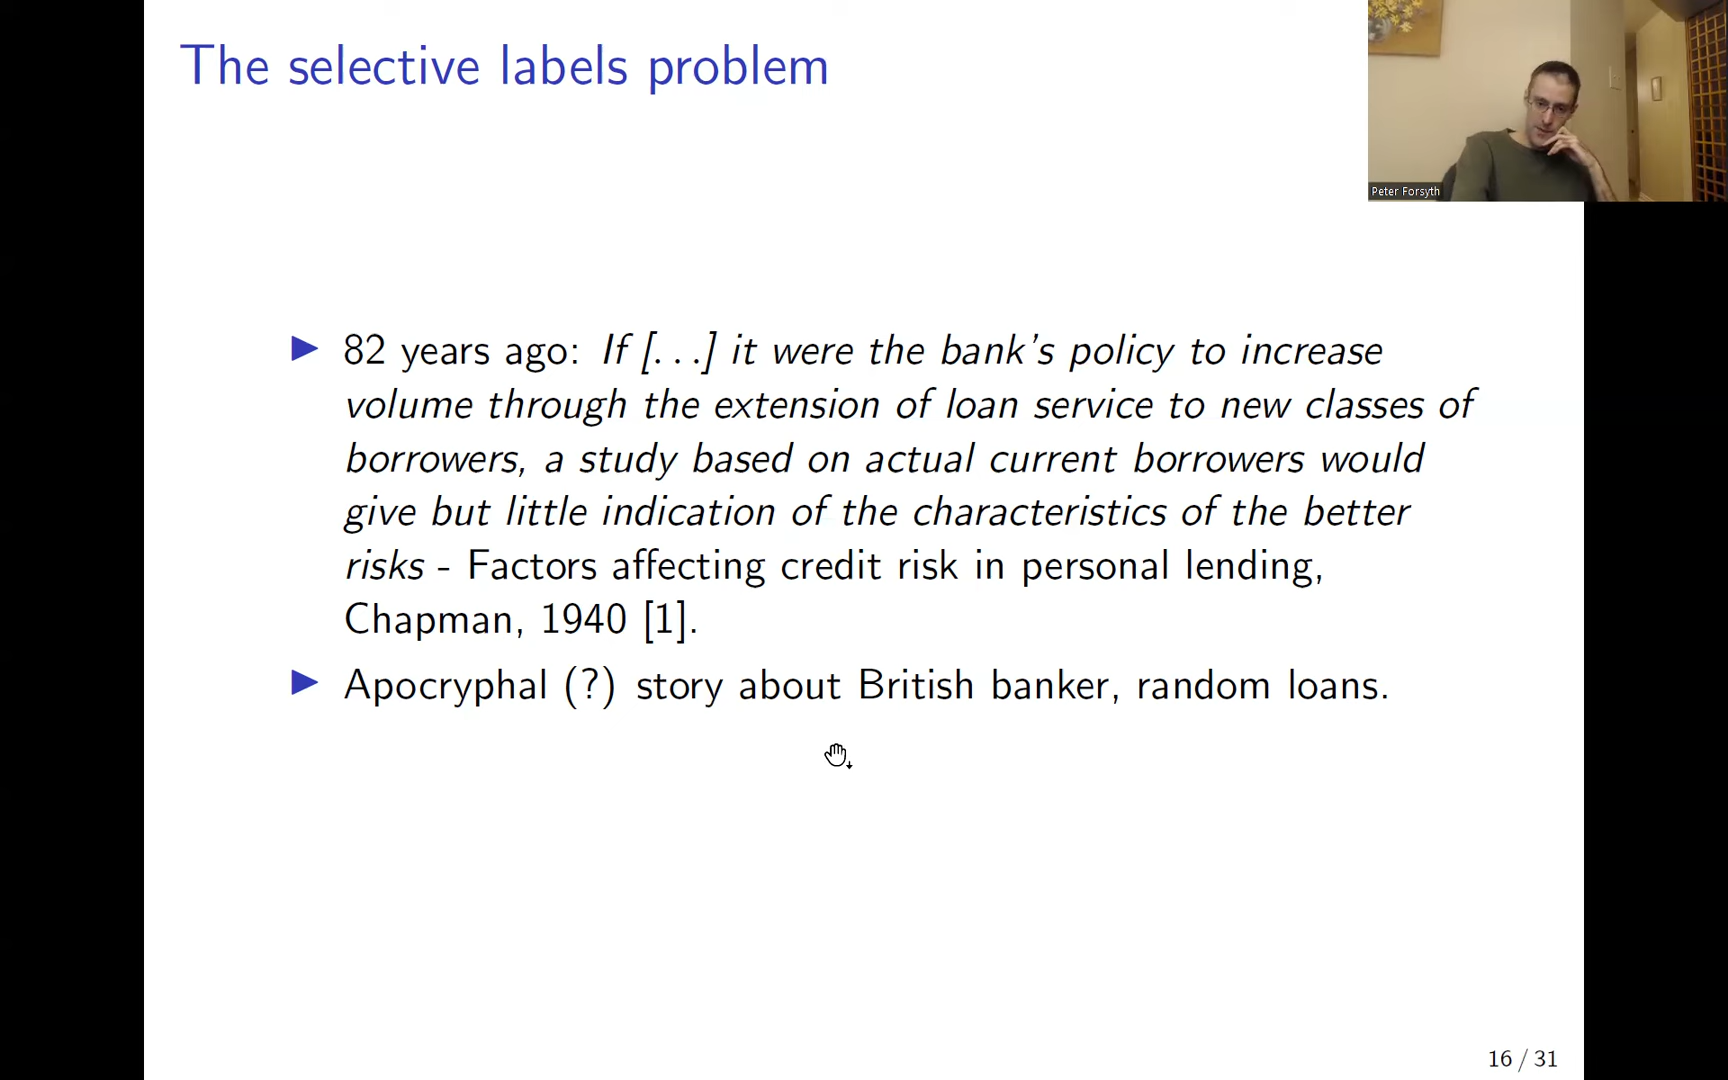 The selective labels problem
Peter Forsyth
▶ 82 years ago: If [. . .] it were the bank's policy to increase
volume through the extension of loan service to new classes of
borrowers, a study based on actual current borrowers would
give but little indication of the characteristics of the better
risks - Factors affecting credit risk in personal lending,
Chapman, 1940 [1].
▶ Apocryphal (?) story about British banker, random loans.
16 / 31